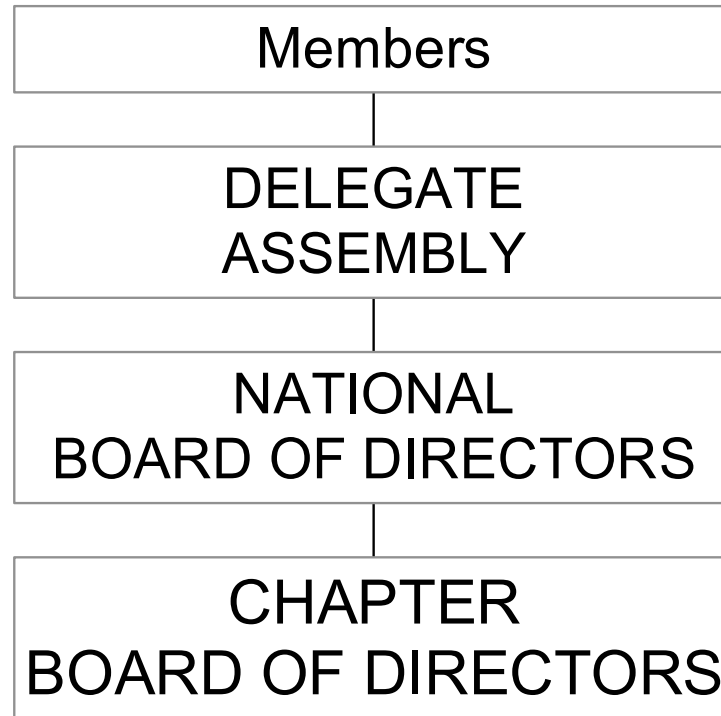 Members
DELEGATE
ASSEMBLY
NATIONAL
BOARD OF DIRECTORS
CHAPTER
BOARD OF DIRECTORS